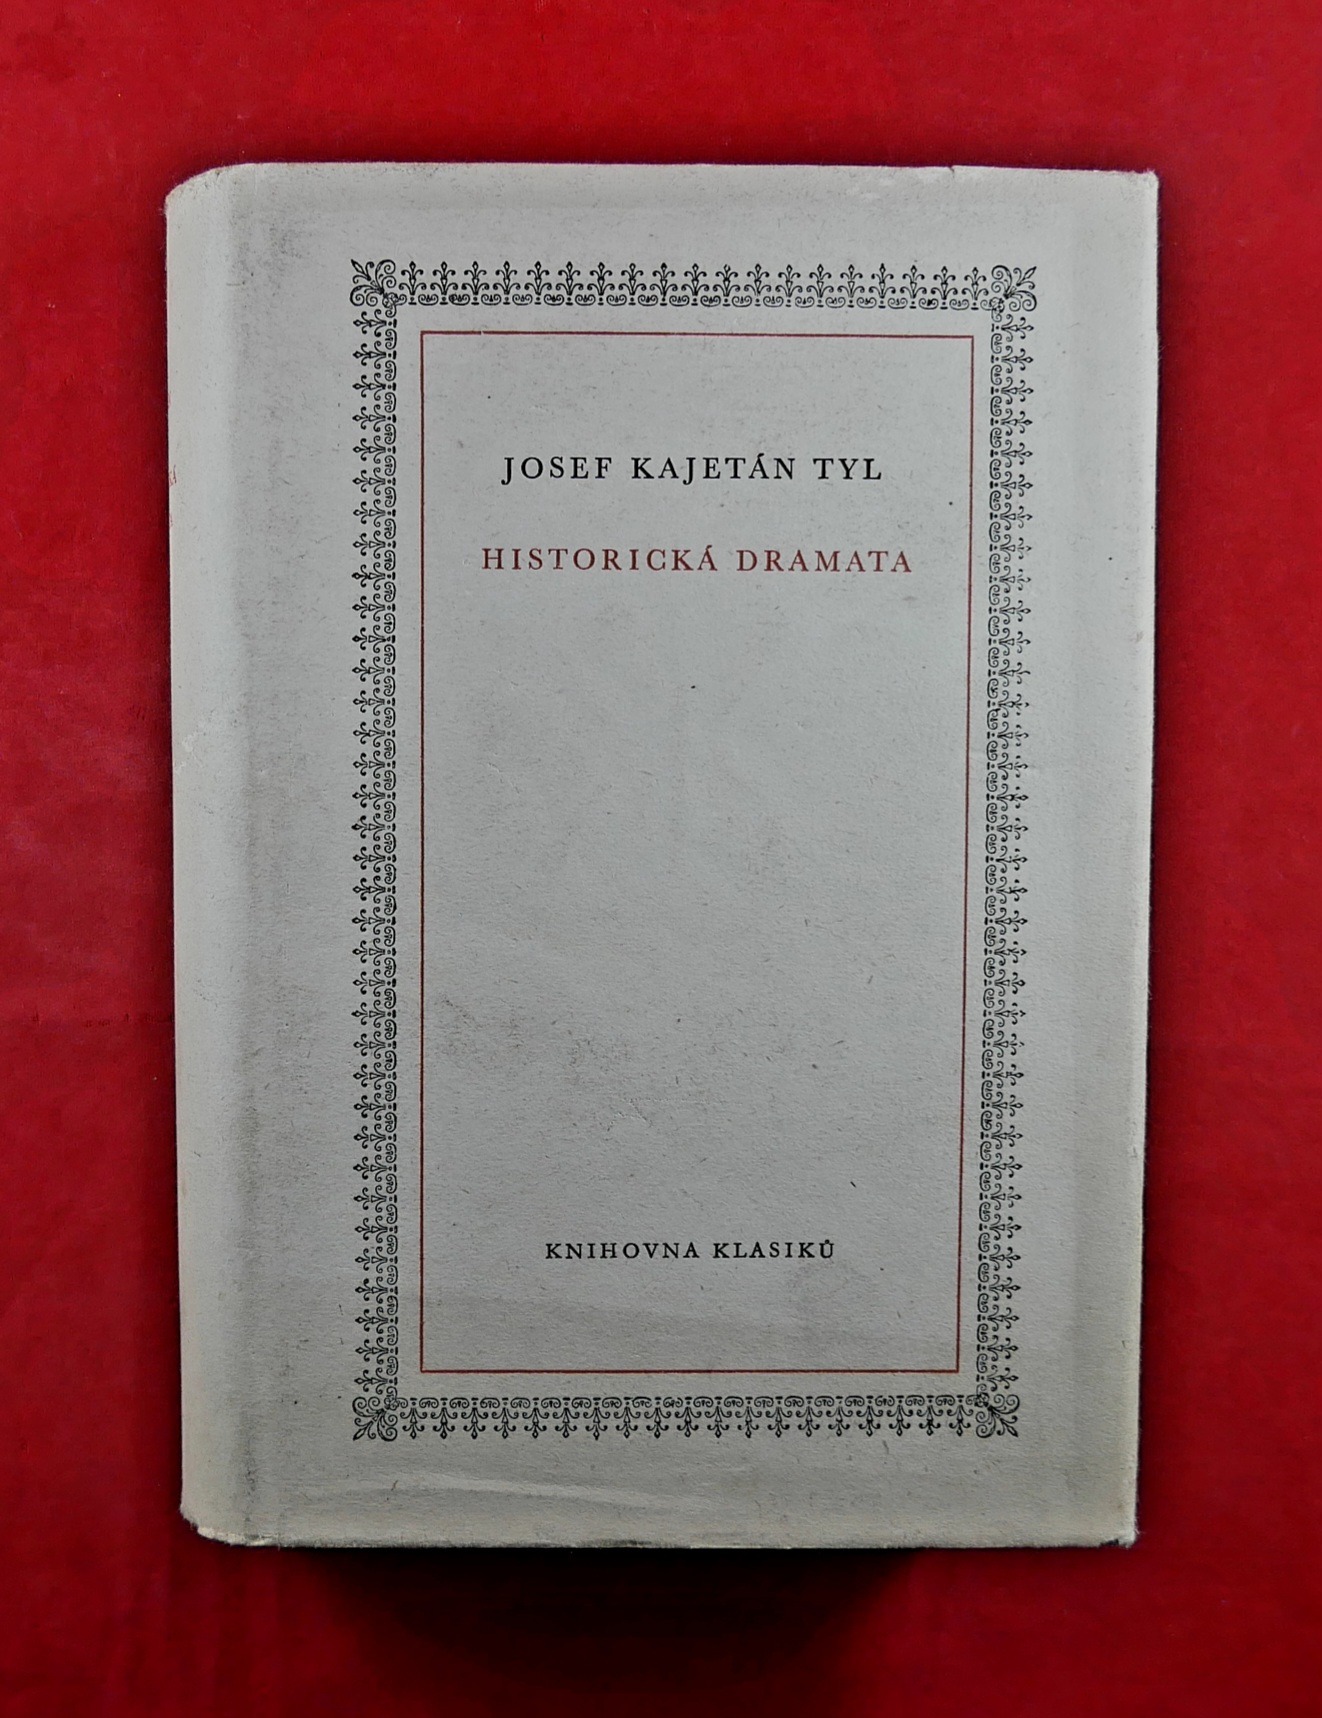 JOSEF KAJETÁN TYL
HISTORICKÁ DRAMATA
KNIHOVNA KLASIKŮ